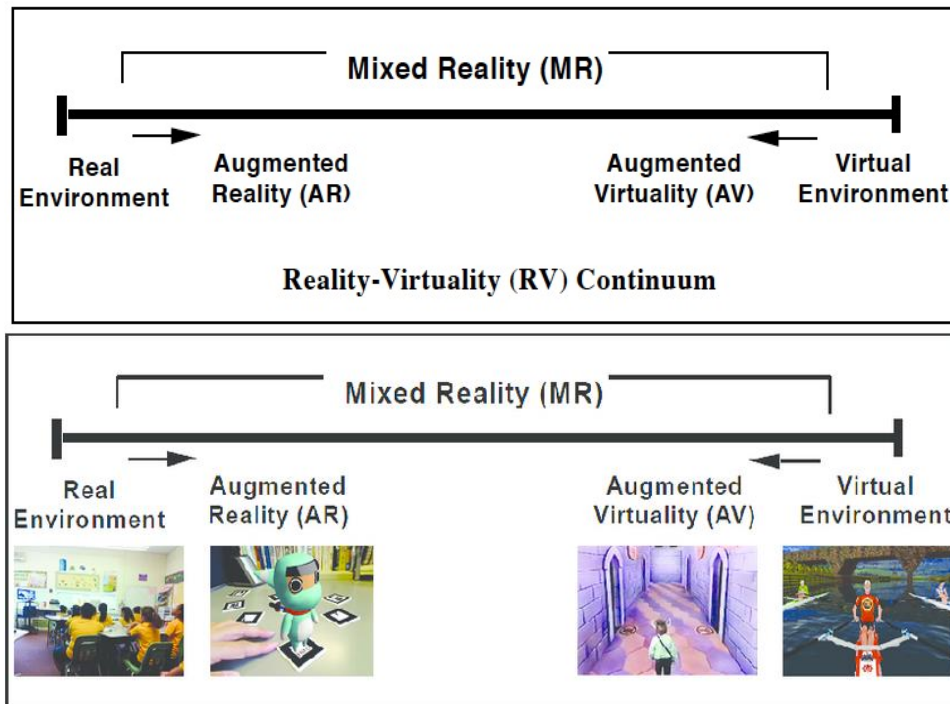 Mixed Reality (MR)
Real
Environment
Augmented
Reality (AR)
Augmented
Virtuality (AV)
Virtual
Environment
Reality-Virtuality (RV) Continuum
Mixed Reality (MR)
Real
Environment
Augmented
Reality (AR)
Augmented
Virtuality (AV)
Virtual
Environment